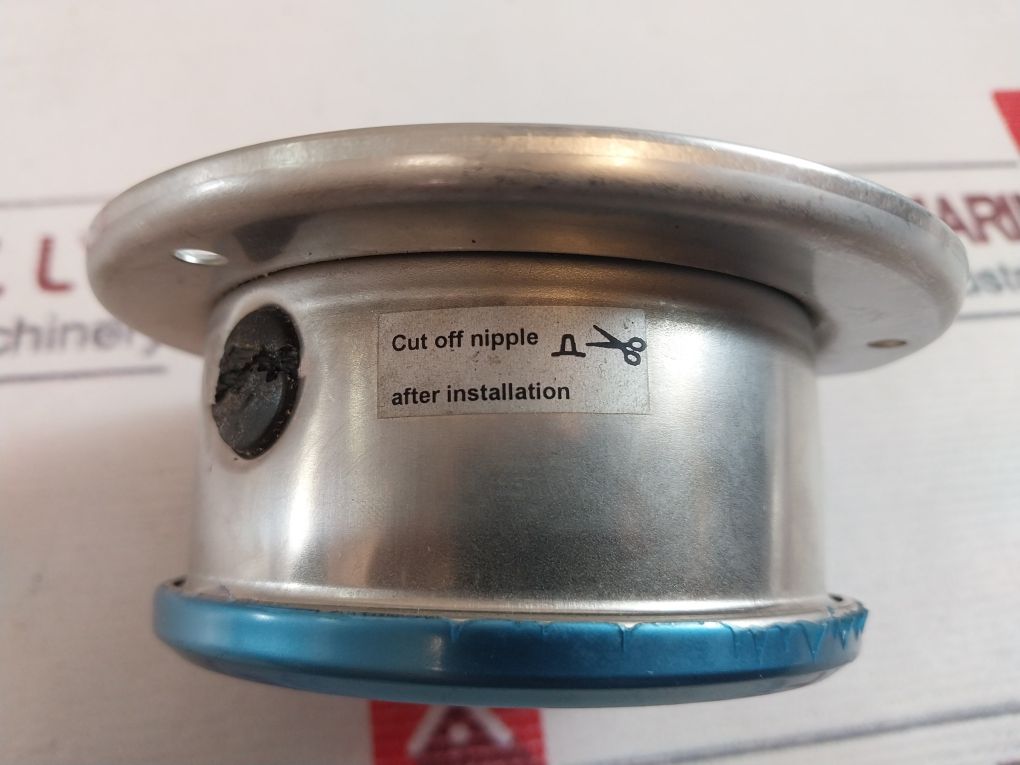 Cut off nipple
after installation